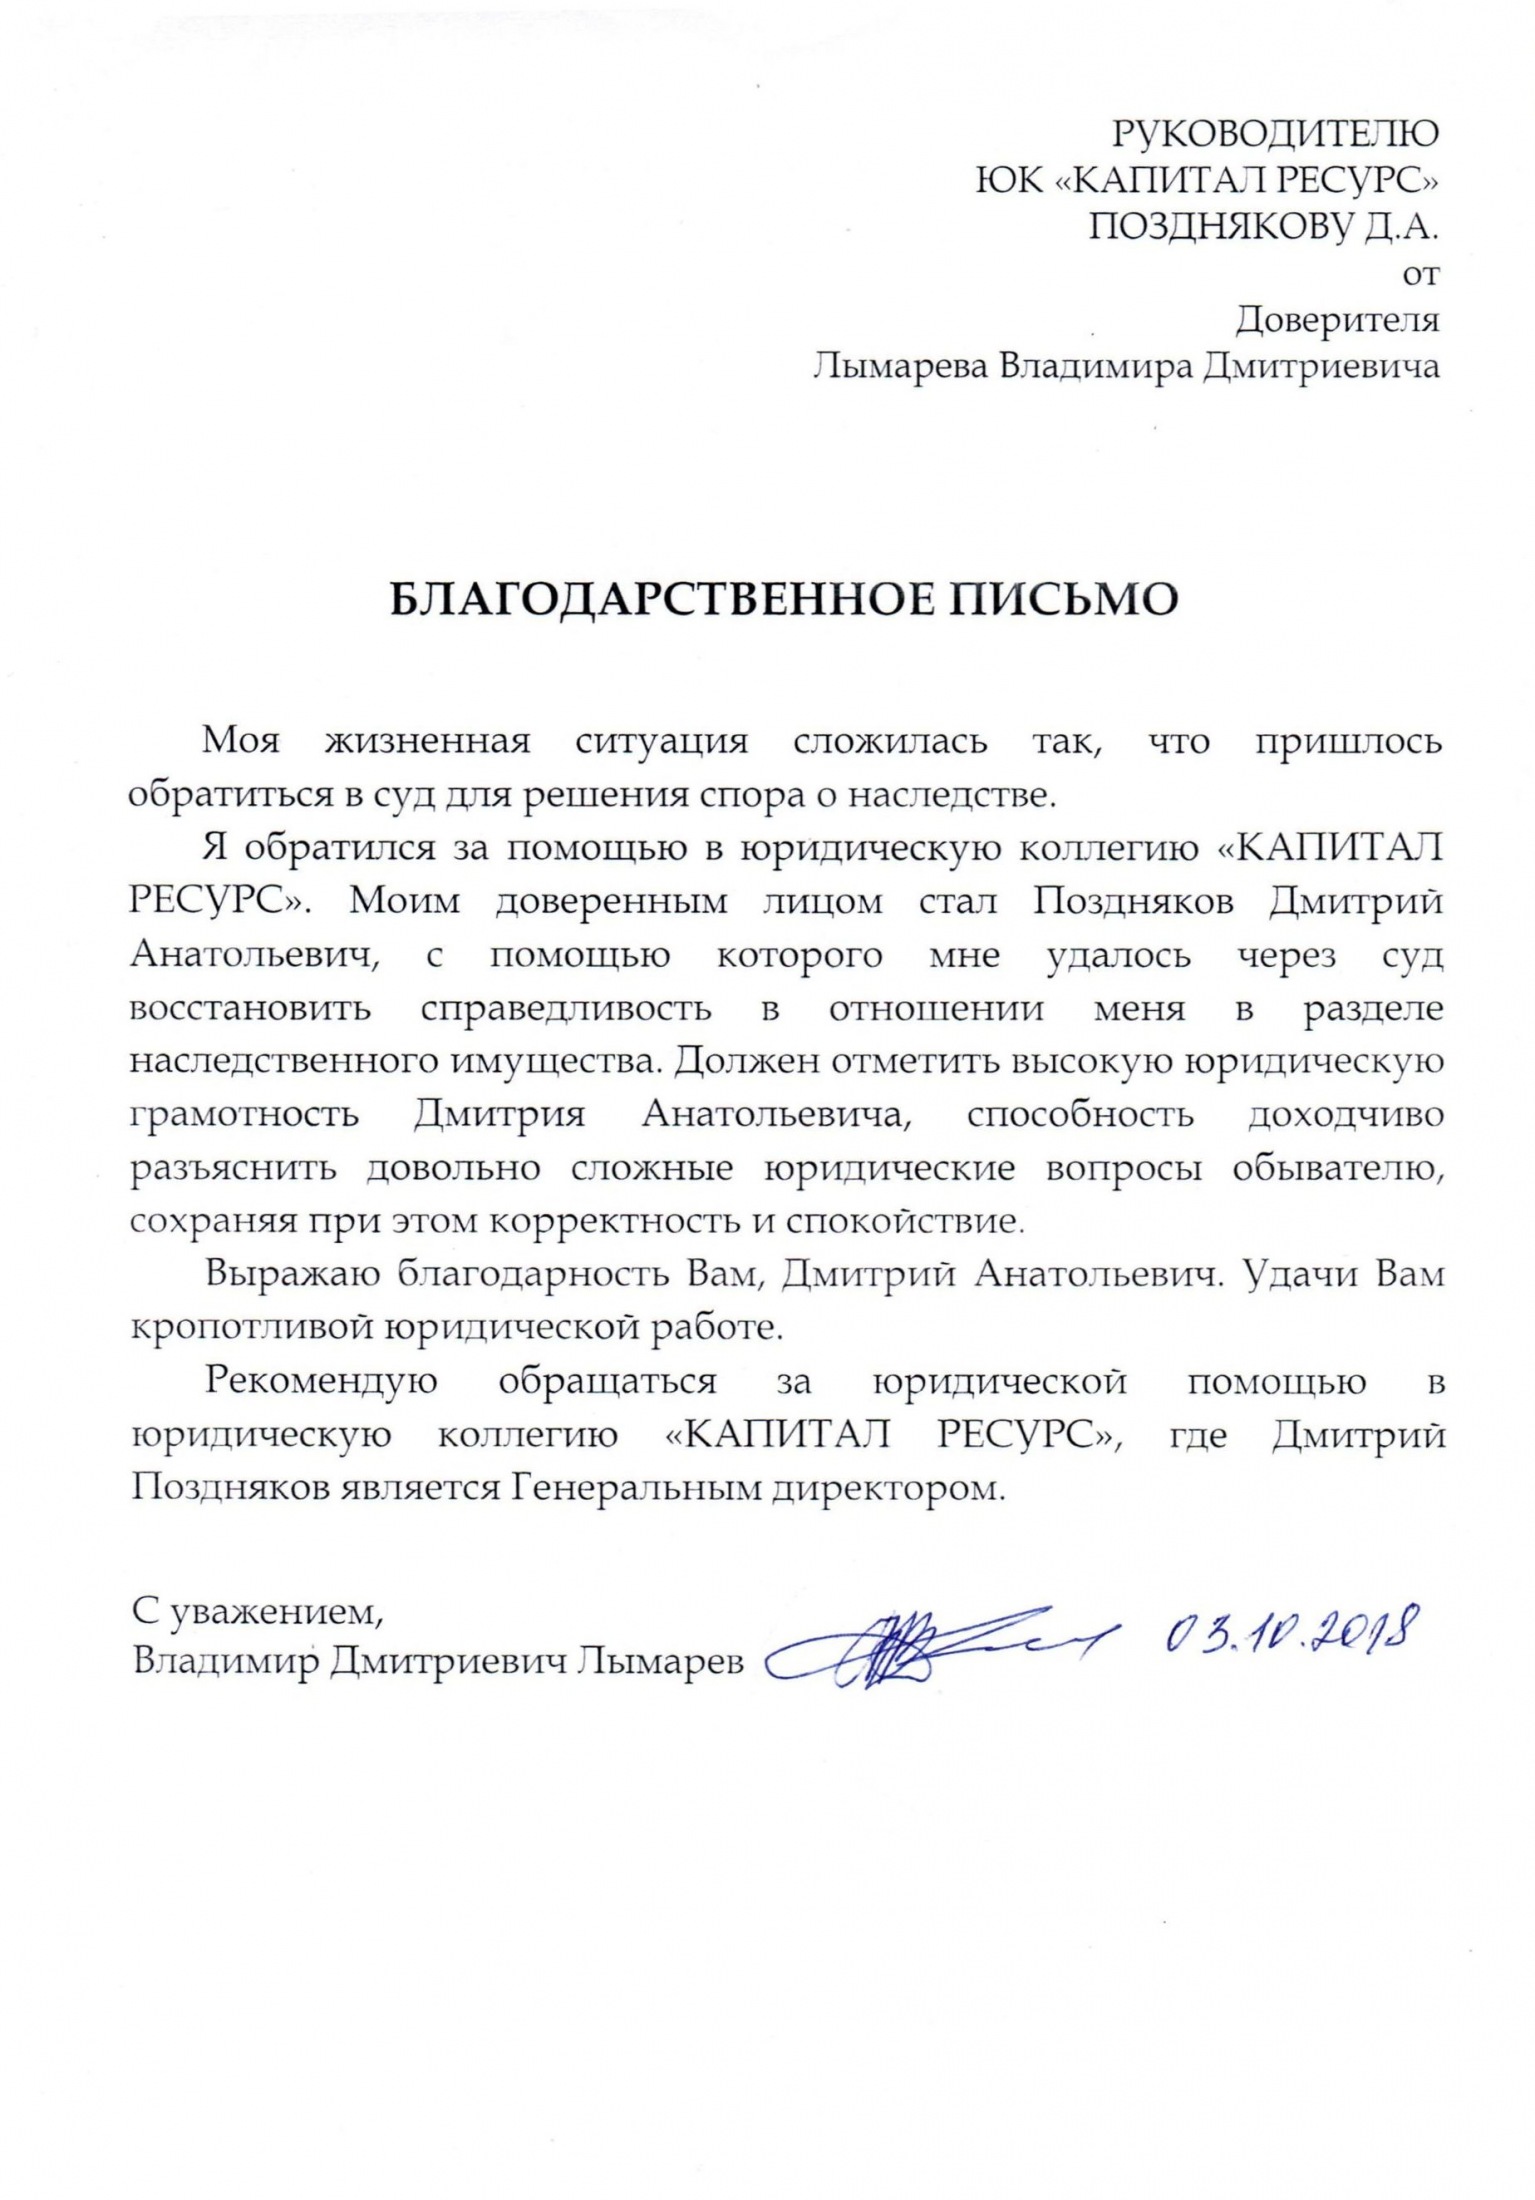 РУКОВОДИТЕЛЮ
ЮК «КАПИТАЛ РЕСУРС»
ПОЗДНЯКОВУ Д.А.
от
Доверителя
Лымарева Владимира Дмитриевича
БЛАГОДАРСТВЕННОЕ ПИСЬМО
Моя жизненная ситуация сложилась так, что пришлось
обратиться в суд для решения спора о наследстве.
Я обратился за помощью в юридическую коллегию «КАПИТАЛ
РЕСУРС». Моим доверенным лицом стал Поздняков Дмитрий
Анатольевич, с помощью которого мне удалось через суд
восстановить справедливость в отношении меня в разделе
наследственного имущества. Должен отметить высокую юридическую
грамотность Дмитрия Анатольевича, способность доходчиво
разъяснить довольно сложные юридические вопросы обывателю,
сохраняя при этом корректность и спокойствие.
Выражаю благодарность Вам, Дмитрий Анатольевич. Удачи Вам
кропотливой юридической работе.
Рекомендую обращаться за юридической помощью в
юридическую коллегию «КАПИТАЛ РЕСУРС», где Дмитрий
Поздняков является Генеральным директором.
С уважением,
Владимир Дмитриевич Лымарев 03.10.2018